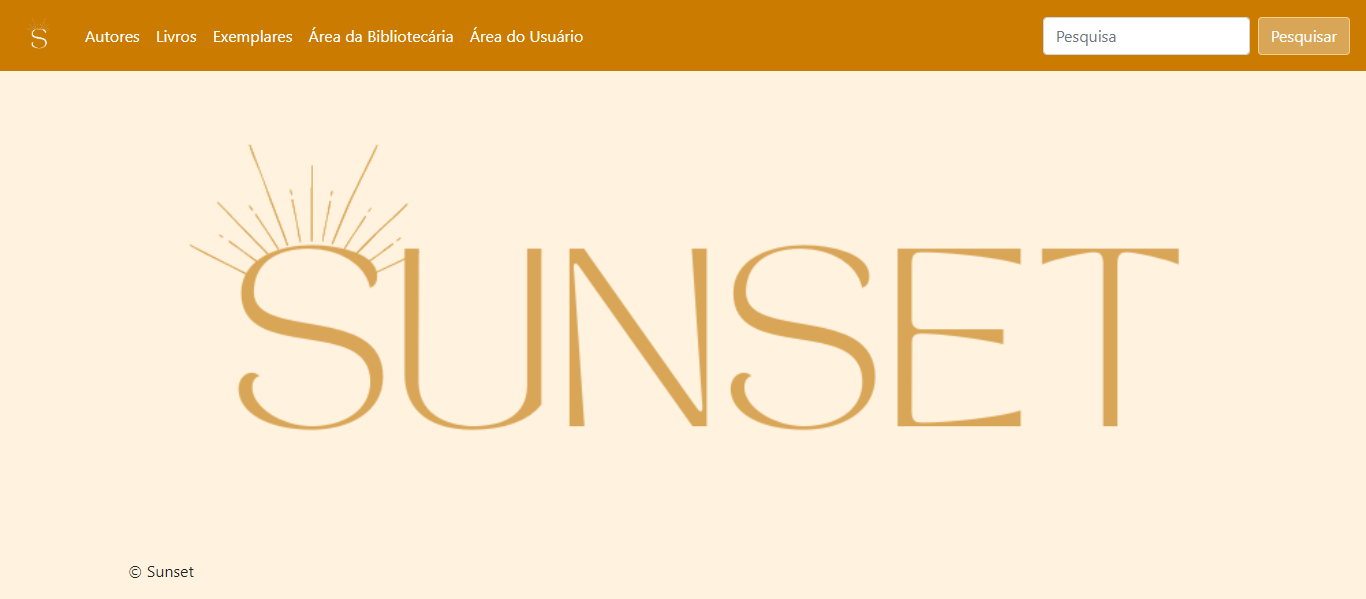 S Autores Livros Exemplares Área da Bibliotecária Área do Usuário Pesquisa Pesquisar
SUNSET
© Sunset